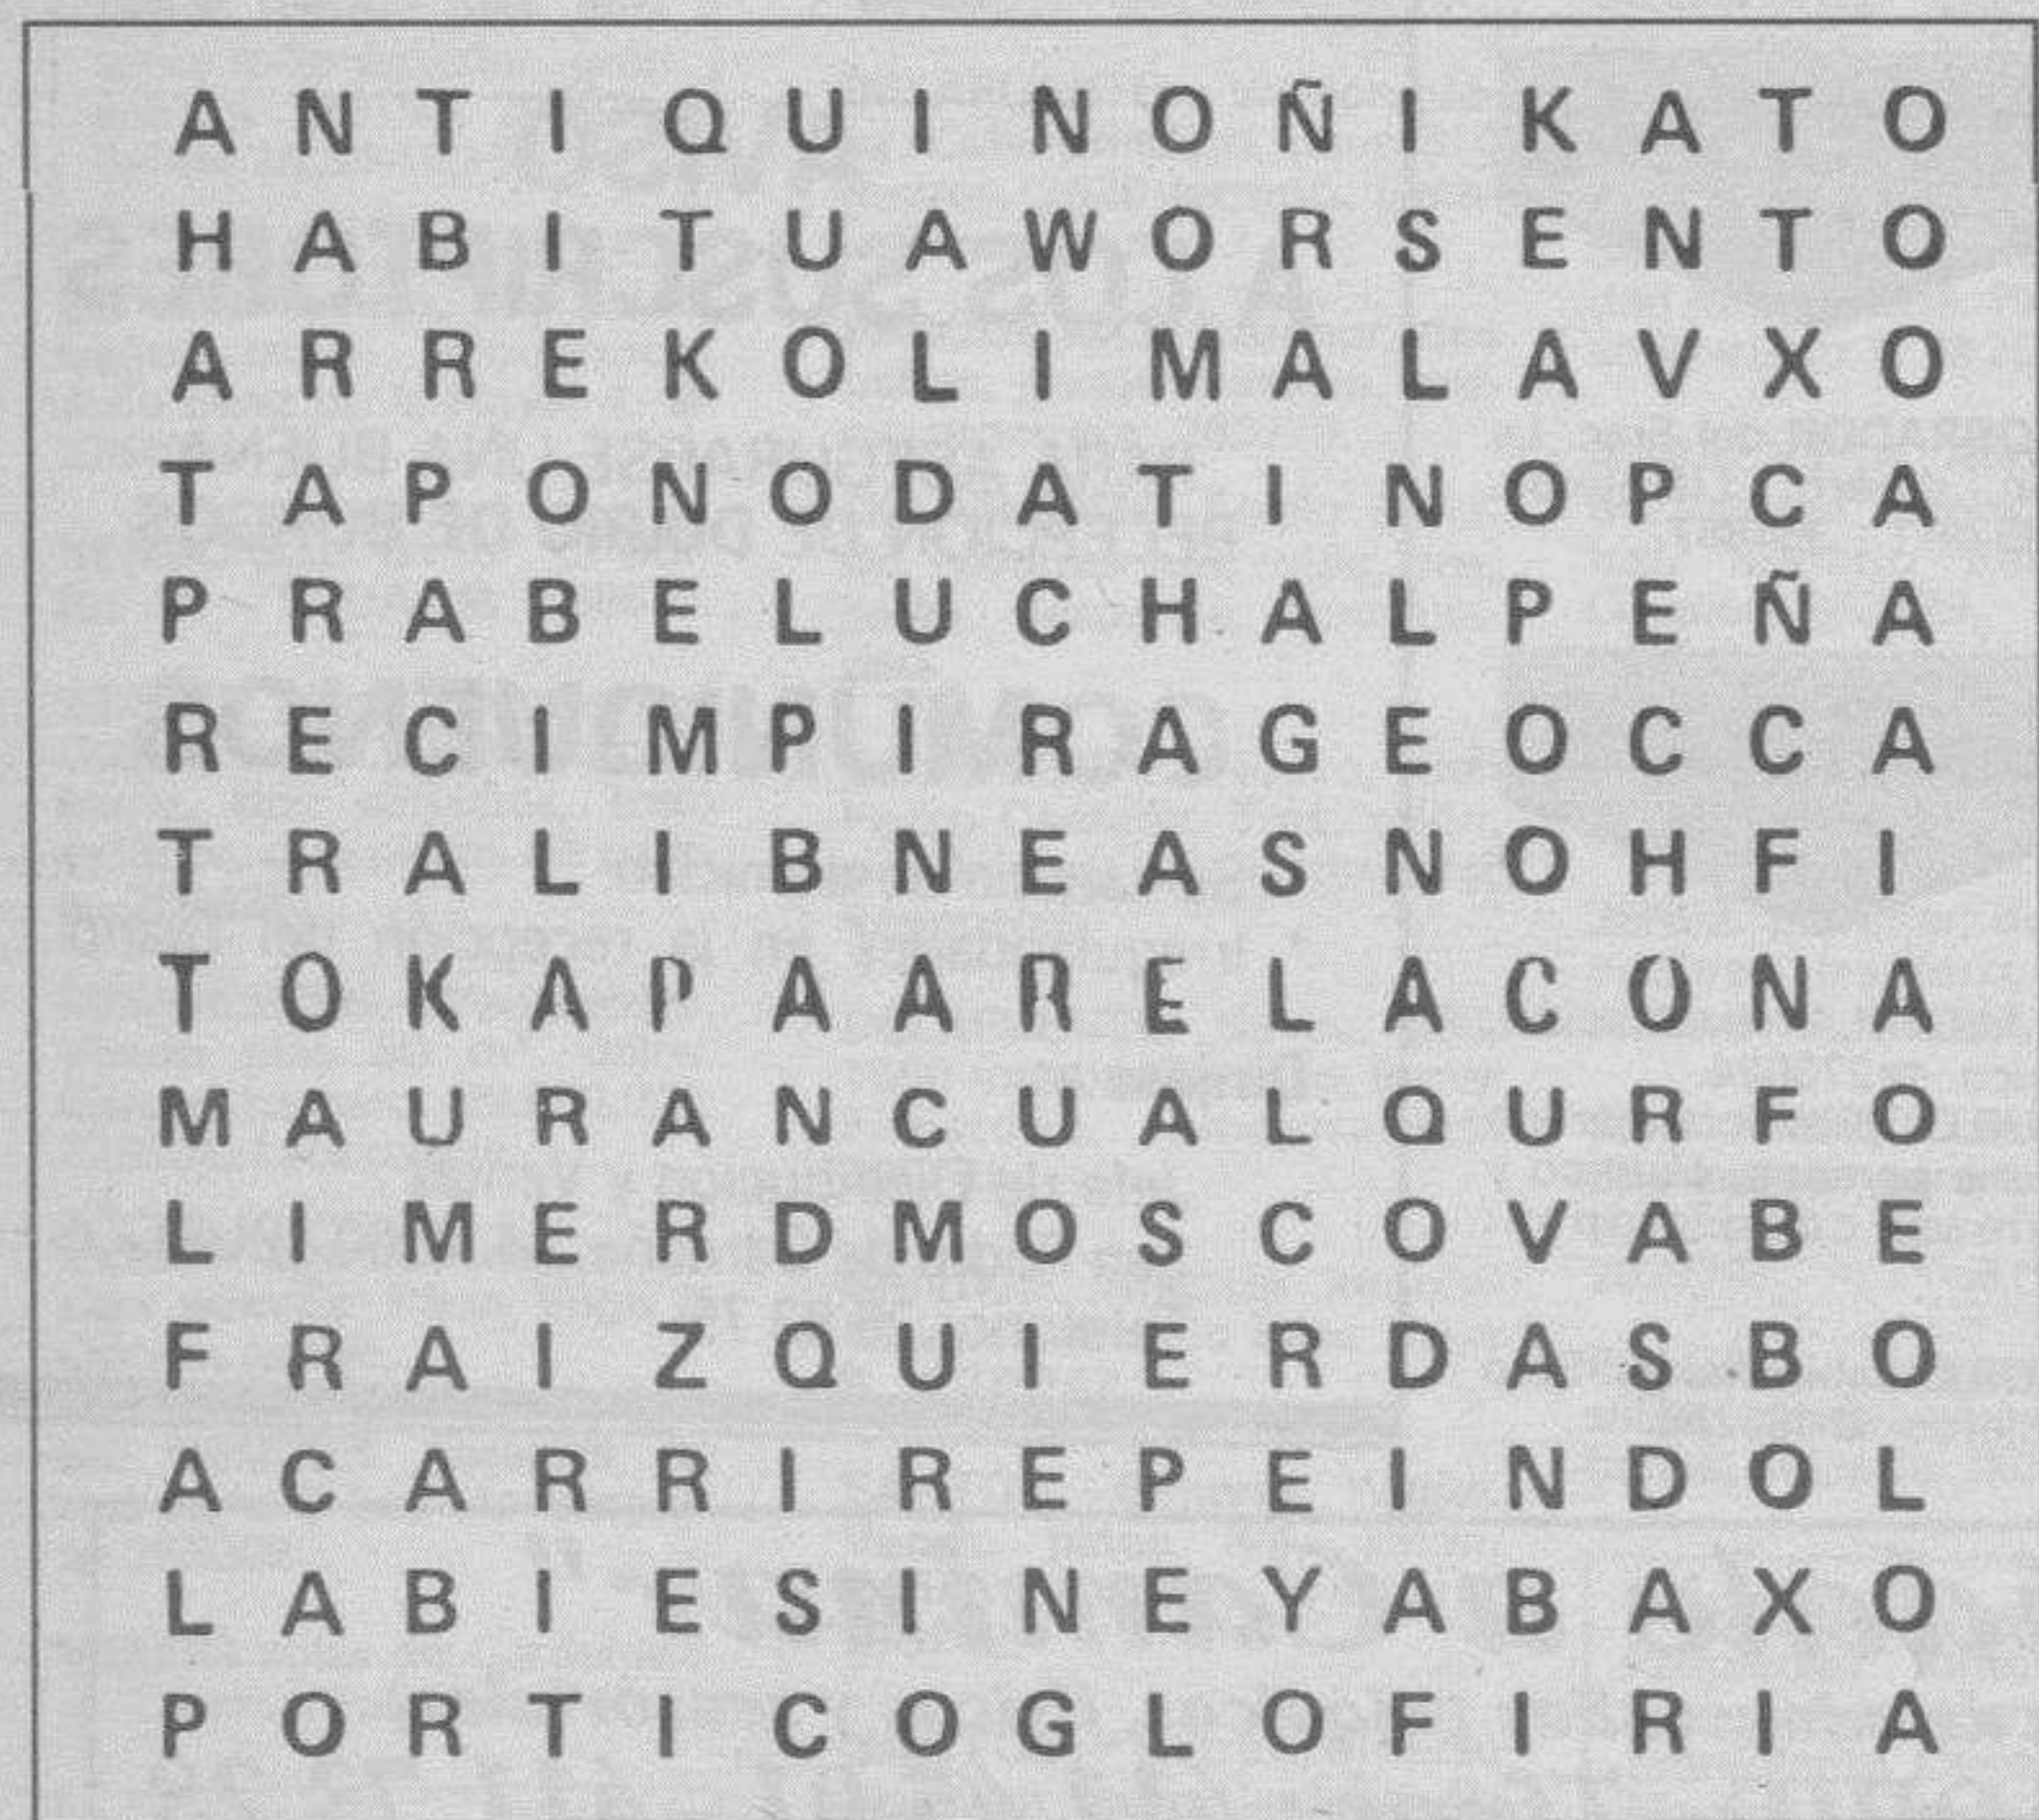 A N T I Q U I N O Ñ I K A T O
H A B I T U A W O R S E N T O
A R R E K O L I M A L A V X O
T A P O N O D A T I N O P C A
P R A B E L U C H A L P E Ñ A
R E C I M P I R A G E O C C A
T R A L I B N E A S N O H F I
T O K A P A A R E L A C O N A
M A U R A N C U A L Q U R F O
L I M E R D M O S C O V A B E
F R A I Z Q U I E R D A S B O
A C A R R I R E P E I N D O L
L A B I E S I N E Y A B A X O
P O R T I C O G L O F I R I A